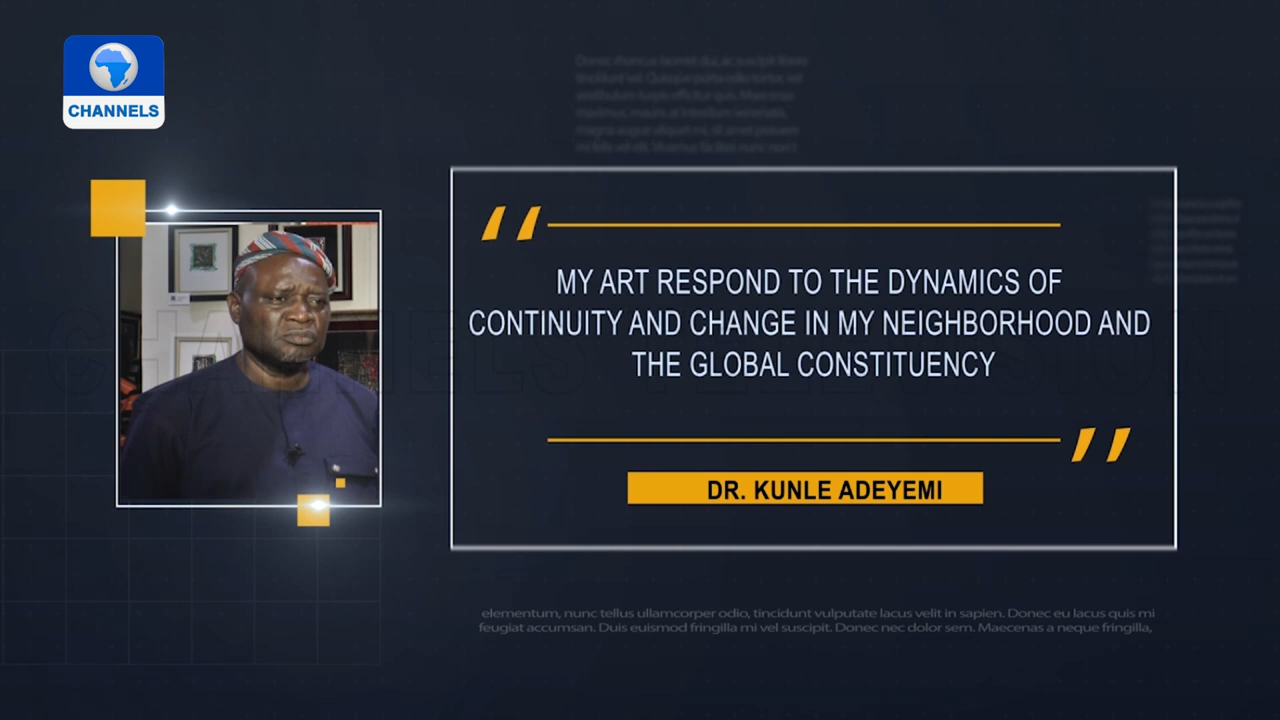 CHANNELS
MY ART RESPOND TO THE DYNAMICS OF
CONTINUITY AND CHANGE IN MY NEIGHBORHOOD AND
THE GLOBAL CONSTITUENCY
DR. KUNLE ADEYEMI
elementum, nunc tellus ullamcorper odio, tincidunt vulputate lacus velit in sapien. Donec eu lacus quis mi
feugiat accumsan. Duis euismod fringilla mi vel suscipit. Donec nec dolor sem. Maecenas a neque fringilla,